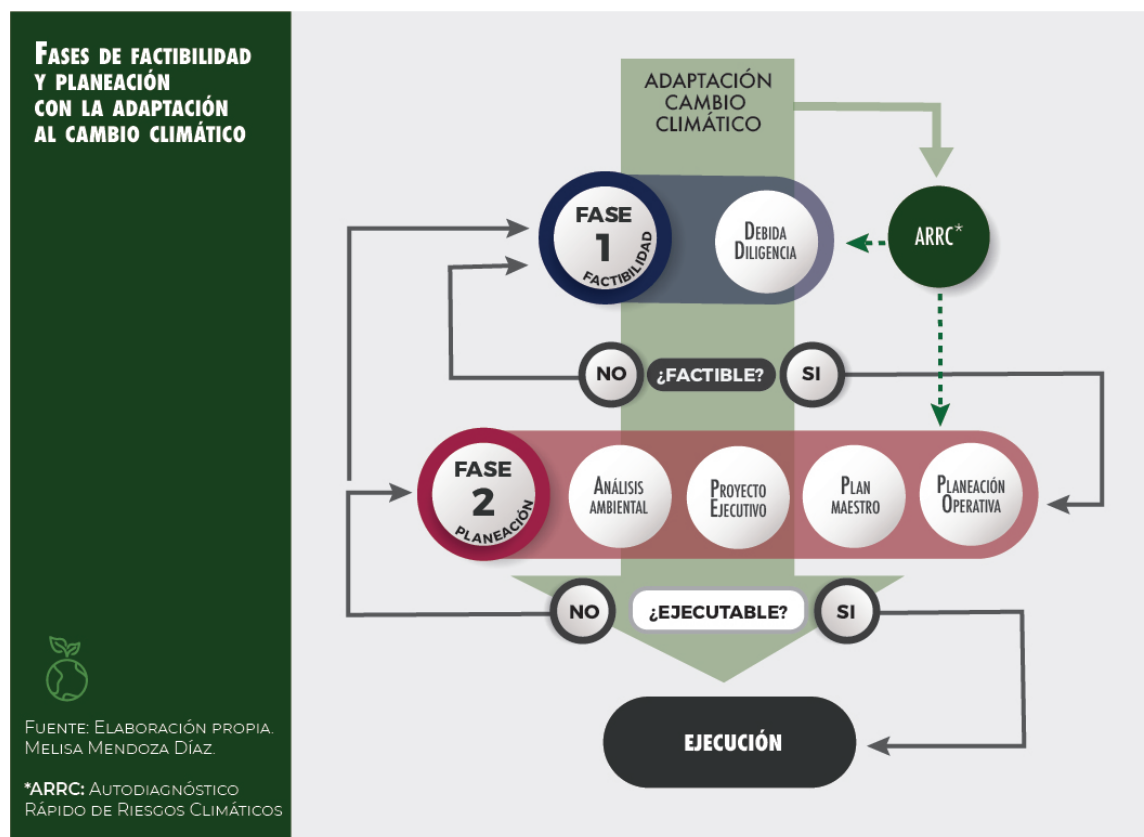 FASES DE FACTIBILIDAD
Y PLANEACIÓN
CON LA ADAPTACIÓN
AL CAMBIO CLIMÁTICO
ADAPTACIÓN
CAMBIO
CLIMÁTICO
FASE
1
FACTIBILIDAD
DEBIDA
DILIGENCIA
ARRC*
NO
¿FACTIBLE?
SI
FASE
2
PLANEACIÓN
ANÁLISIS
AMBIENTAL
PROYECTO
EJECUTIVO
PLAN
MAESTRO
PLANEACIÓN
OPERATIVA
NO
¿EJECUTABLE?
SI
EJECUCIÓN
FUENTE: ELABORACIÓN PROPIA.
MELISA MENDOZA DÍAZ.
*ARRC: AUTODIAGNÓSTICO
RÁPIDO DE RIESGOS CLIMÁTICOS